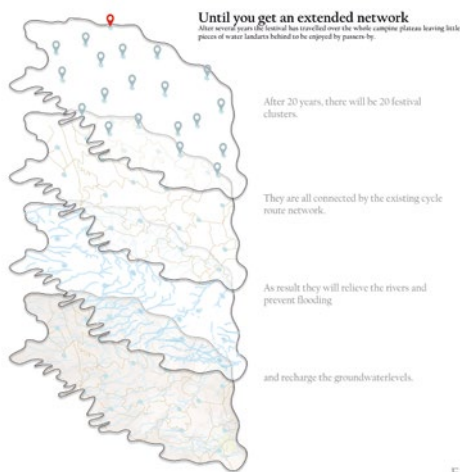 Until you get an extended network
After several years the festival has travelled over the whole campine plateau leaving little
pieces of water landarts behind to be enjoyed by passers-by.
After 20 years, there will be 20 festival
clusters.
They are all connected by the existing cycle
route network.
As result they will relieve the rivers and
prevent flooding
and recharge the groundwaterlevels.